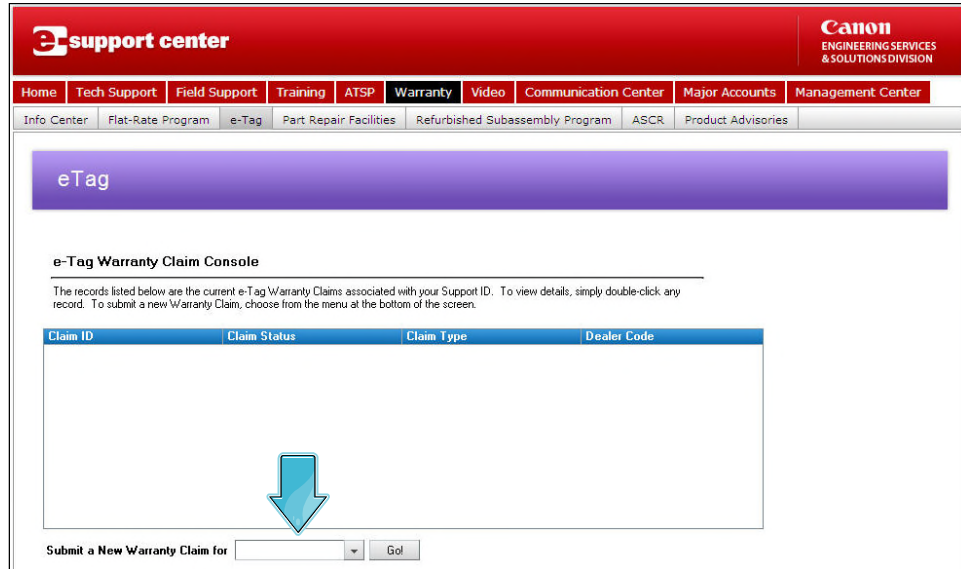 e-support center
Canon
ENGINEERING SERVICES
& SOLUTIONS DIVISION
Home Tech Support Field Support Training ATSP Warranty Video Communication Center Major Accounts Management Center
Info Center Flat-Rate Program e-Tag Part Repair Facilities Refurbished Subassembly Program ASCR Product Advisories
eTag
e-Tag Warranty Claim Console
The records listed below are the current e-Tag Warranty Claims associated with your Support ID. To view details, simply double-click any
record. To submit a new Warranty Claim, choose from the menu at the bottom of the screen.
Claim ID Claim Status Claim Type Dealer Code
Submit a New Warranty Claim for Go!